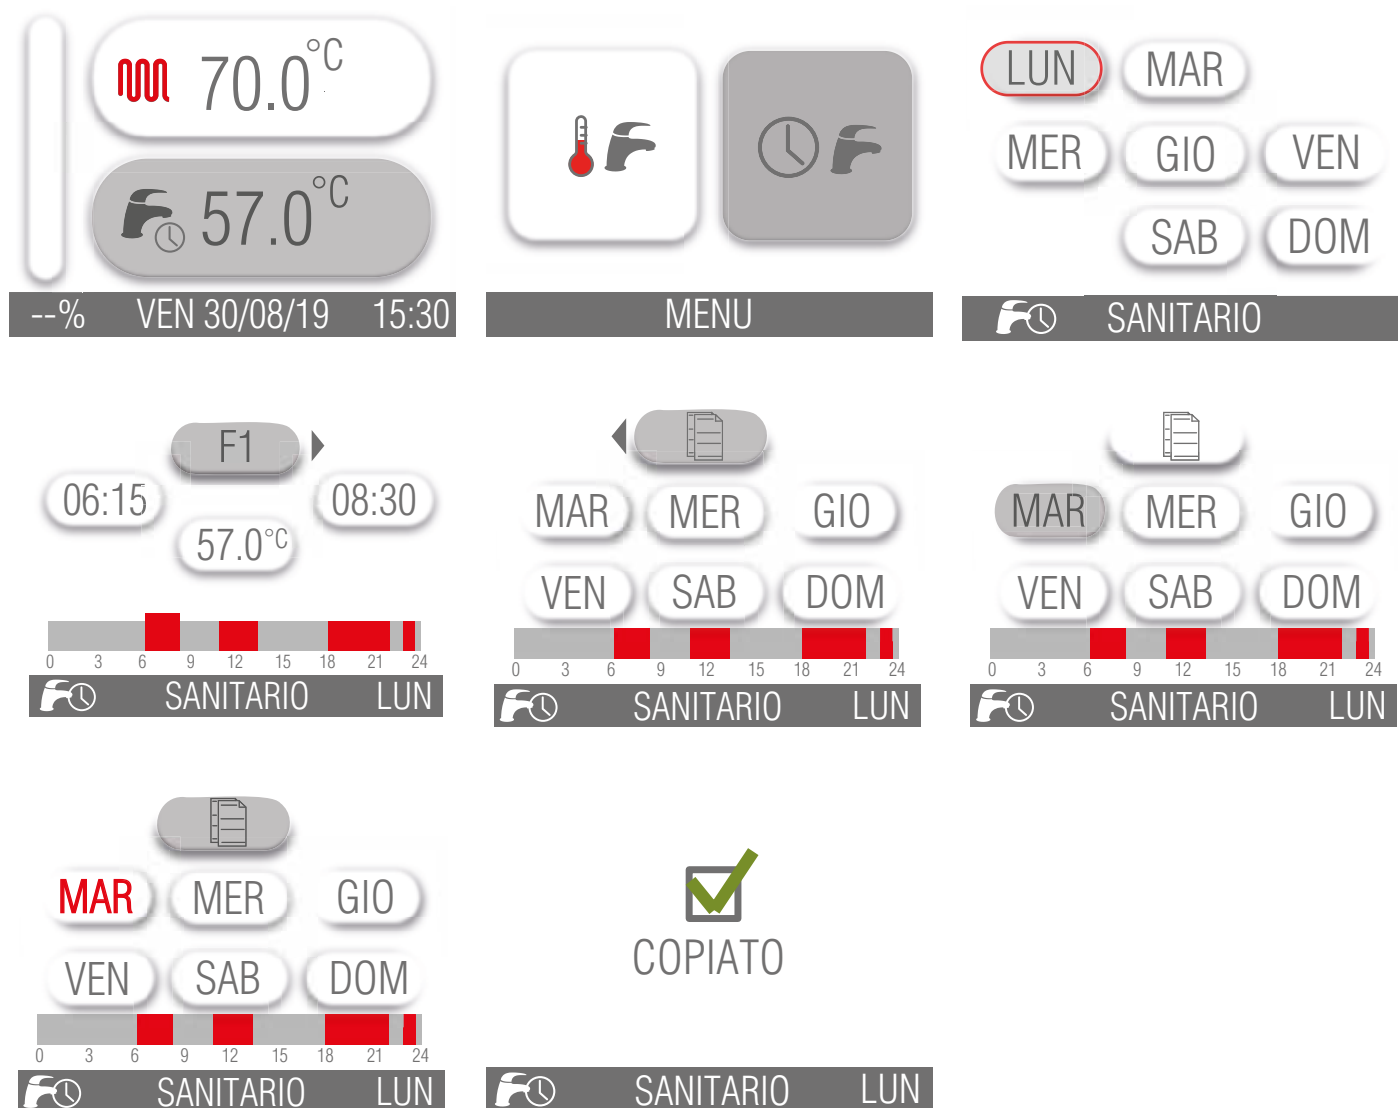 70.0°C
57.0°C
--% VEN 30/08/19 15:30
MENU
LUN MAR
MER GIO VEN
SAB DOM
SANITARIO
F1
06:15 08:30
57.0°C
0 3 6 9 12 15 18 21 24
SANITARIO LUN
MAR MER GIO
VEN SAB DOM
0 3 6 9 12 15 18 21 24
SANITARIO LUN
MAR MER GIO
VEN SAB DOM
0 3 6 9 12 15 18 21 24
SANITARIO LUN
MAR MER GIO
VEN SAB DOM
0 3 6 9 12 15 18 21 24
SANITARIO LUN
COPIATO
SANITARIO LUN